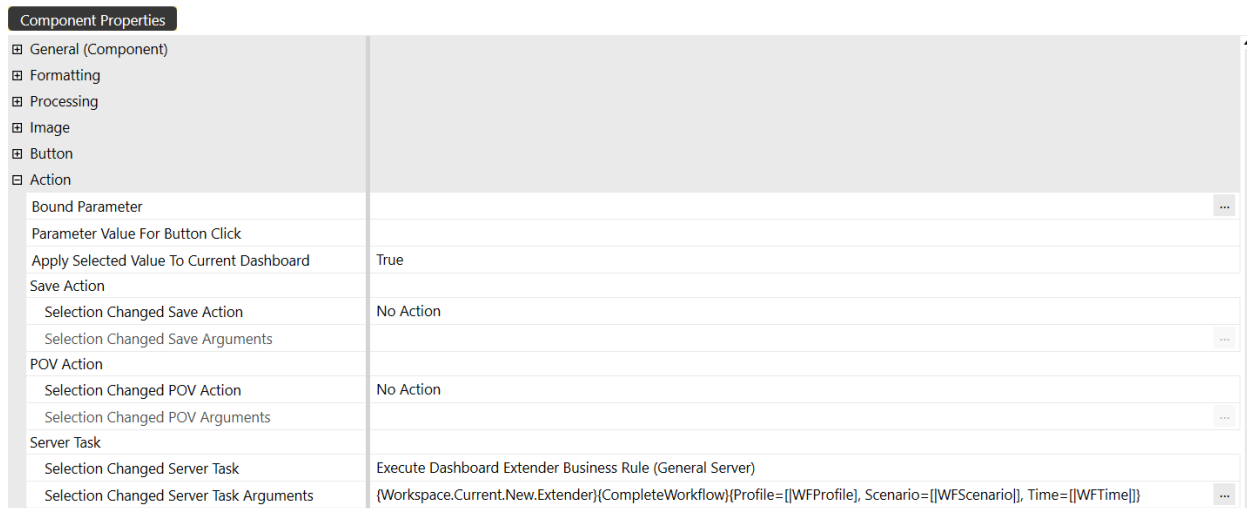 Component Properties
General (Component)
Formatting
Processing
Image
Button
Action
Bound Parameter ...
Parameter Value For Button Click
Apply Selected Value To Current Dashboard True
Save Action
Selection Changed Save Action No Action
Selection Changed Save Arguments ...
POV Action
Selection Changed POV Action No Action
Selection Changed POV Arguments ...
Server Task
Selection Changed Server Task Execute Dashboard Extender Business Rule (General Server)
Selection Changed Server Task Arguments {Workspace.Current.New.Extender}{CompleteWorkflow}{Profile=[|WFProfile], Scenario=[|WFScenario|], Time=[|WFTime|]} ...